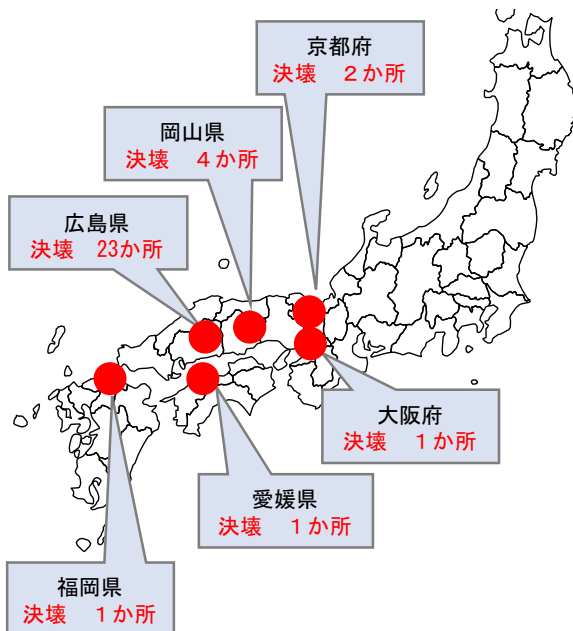 京都府
決壊　２か所
岡山県
決壊　４か所
広島県
決壊　23か所
大阪府
決壊　１か所
愛媛県
決壊　１か所
福岡県
決壊　１か所